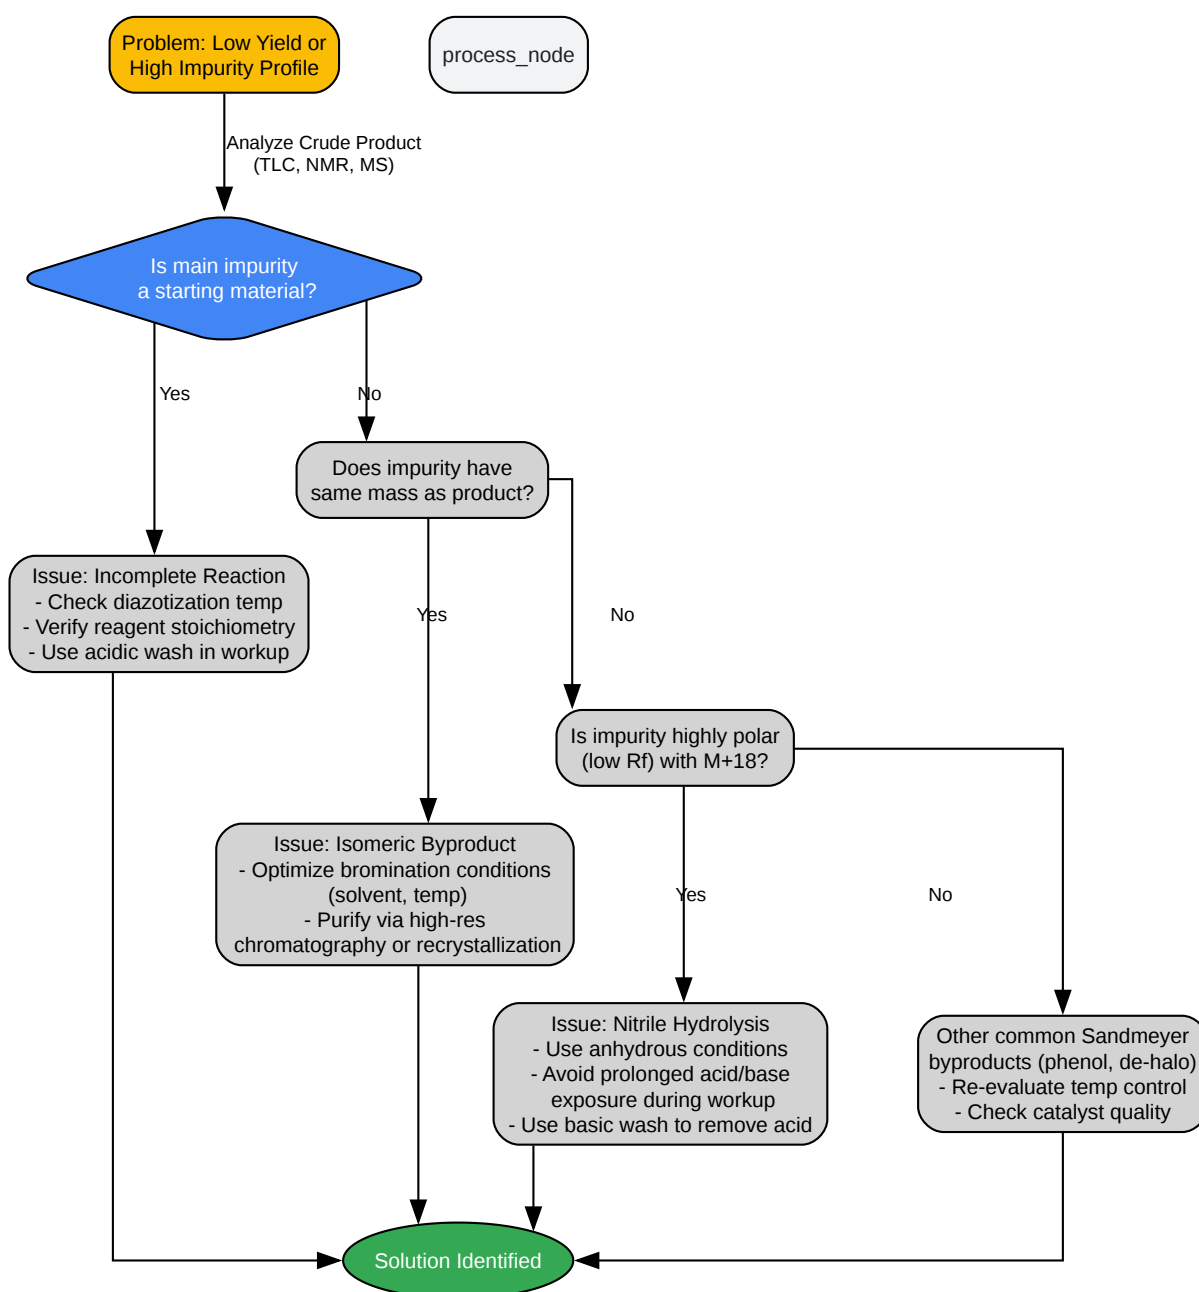 Problem: Low Yield or
High Impurity Profile
process_node
Analyze Crude Product
(TLC, NMR, MS)
Is main impurity
a starting material?
Yes
No
Does impurity have
same mass as product?
Issue: Incomplete Reaction
- Check diazotization temp
- Verify reagent stoichiometry
- Use acidic wash in workup
Yes
No
Is impurity highly polar
(low Rf) with M+18?
Issue: Isomeric Byproduct
- Optimize bromination conditions
(solvent, temp)
- Purify via high-res
chromatography or recrystallization
Yes
No
Issue: Nitrile Hydrolysis
- Use anhydrous conditions
- Avoid prolonged acid/base
exposure during workup
- Use basic wash to remove acid
Other common Sandmeyer
byproducts (phenol, de-halo)
- Re-evaluate temp control
- Check catalyst quality
Solution Identified